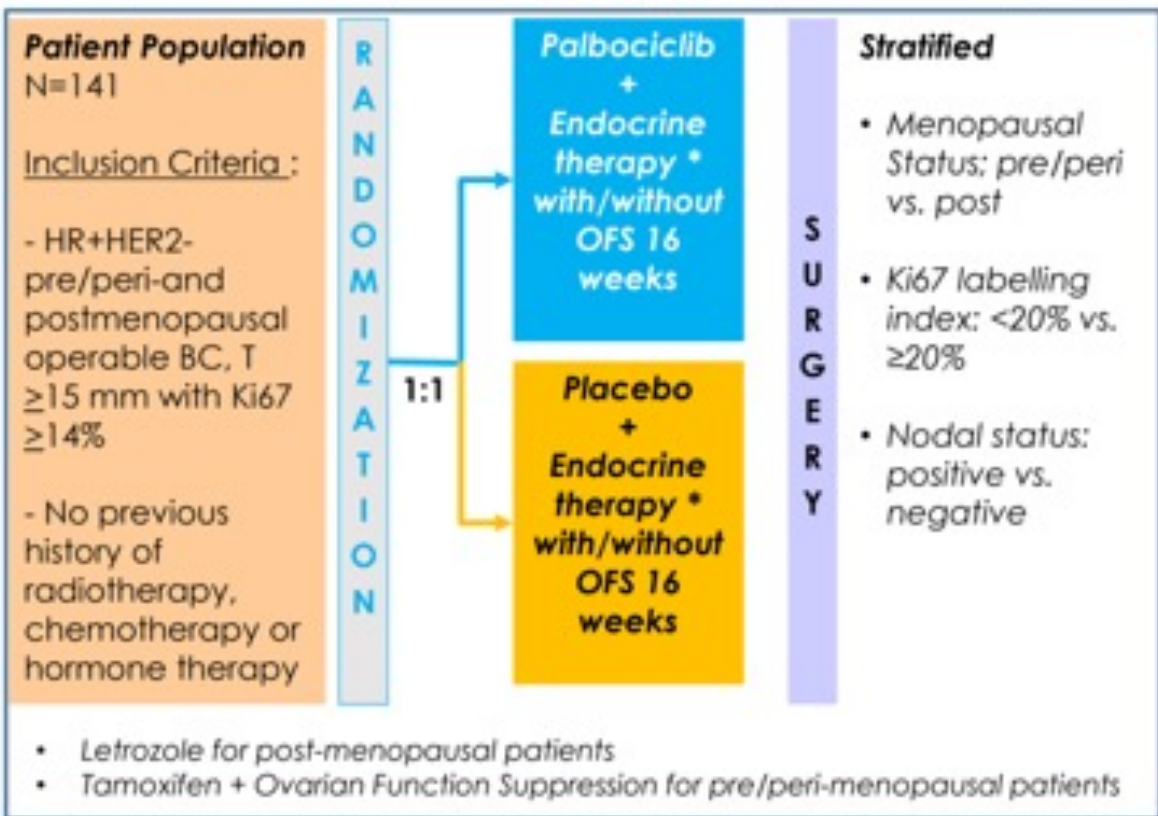 Patient Population
N=141
Inclusion Criteria :
- HR+HER2-
pre/peri-and
postmenopausal
operable BC, T
≥15 mm with Ki67
≥14%
- No previous
history of
radiotherapy,
chemotherapy or
hormone therapy
RANDOMIZATION
1:1
Palbociclib
+
Endocrine
therapy *
with/without
OFS 16
weeks
Placebo
+
Endocrine
therapy *
with/without
OFS 16
weeks
SURGERY
Stratified
• Menopausal
Status; pre/peri
vs. post
• Ki67 labelling
index: <20% vs.
≥20%
• Nodal status:
positive vs.
negative
• Letrozole for post-menopausal patients
• Tamoxifen + Ovarian Function Suppression for pre/peri-menopausal patients